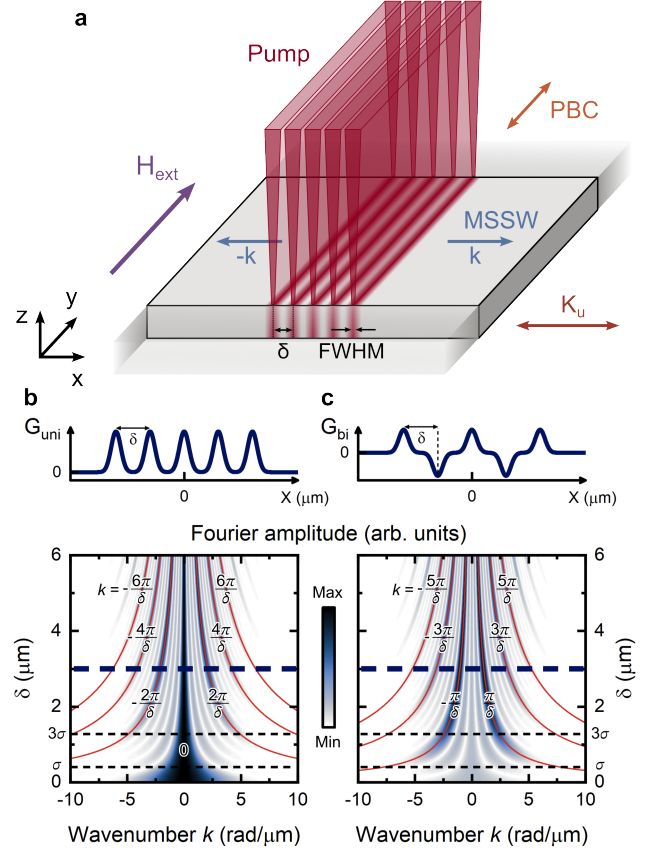 a
Pump
PBC
H_ext
MSSW
-k
k
z
y
x
K_u
δ
FWHM
b
c
G_uni
δ
0
0
X (μm)
G_bi
δ
0
0
X (μm)
Fourier amplitude (arb. units)
6
4
2
3σ
σ
0
δ (μm)
k = - 6π/δ
6π/δ
- 4π/δ
4π/δ
- 2π/δ
2π/δ
0
-10 -5 0 5 10
Wavenumber k (rad/μm)
Max
Min
k = - 5π/δ
5π/δ
- 3π/δ
3π/δ
- π/δ
π/δ
6
4
2
3σ
σ
0
δ (μm)
-10 -5 0 5 10
Wavenumber k (rad/μm)